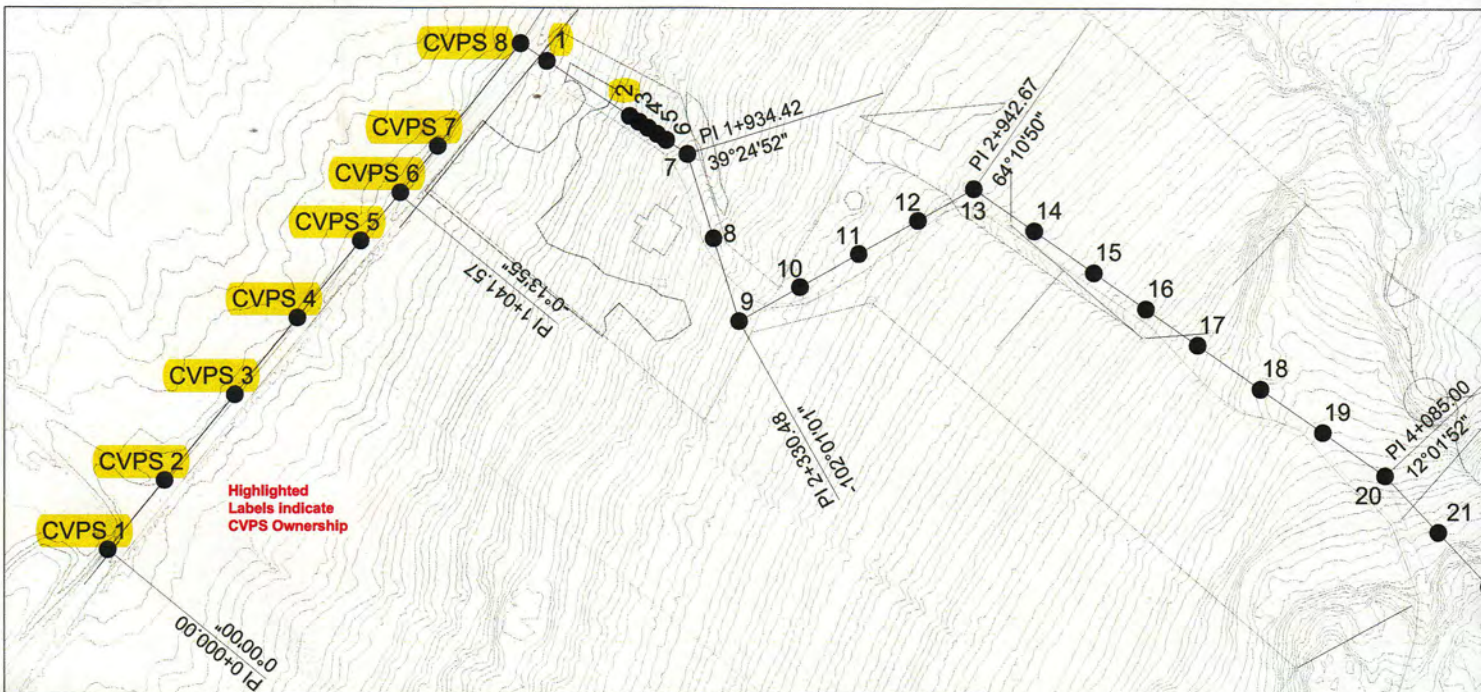 CVPS 8
1
2
3
4
5
6
CVPS 7
7
PI 1+934.42
39°24'52"
PI 2+942.67
64°10'50"
CVPS 6
12
13
14
CVPS 5
8
11
15
PI 1+041.57
-0°13'55"
10
16
CVPS 4
9
17
CVPS 3
18
PI 2+330.48
-102°01'01"
19
PI 4+085.00
12°01'52"
CVPS 2
20
Highlighted
Labels indicate
CVPS Ownership
21
CVPS 1
PI 0+000.00
0°00'00"